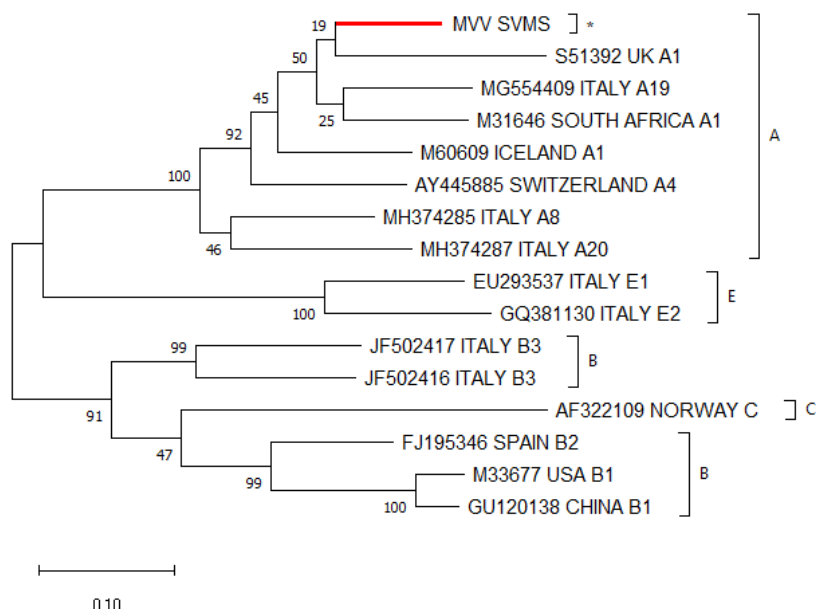 19 MVV SVMS *
S51392 UK A1
50
MG554409 ITALY A19
45
25 M31646 SOUTH AFRICA A1
A
92
M60609 ICELAND A1
100 AY445885 SWITZERLAND A4
MH374285 ITALY A8
46 MH374287 ITALY A20
EU293537 ITALY E1
E
100 GQ381130 ITALY E2
99 JF502417 ITALY B3
B
JF502416 ITALY B3
91 AF322109 NORWAY C C
47 FJ195346 SPAIN B2
M33677 USA B1
B
99
100 GU120138 CHINA B1
0.10